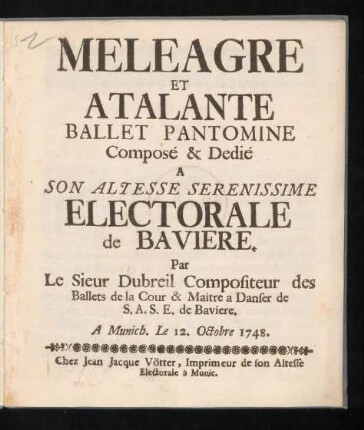 MELEAGRE
ET
ATALANTE
BALLET PANTOMINE
Composé & Dedié
A
SON ALTESSE SERENISSIME
ELECTORALE
de BAVIERE.
Par
Le Sieur Dubreil Compositeur des
Ballets de la Cour & Maitre a Danser de
S. A. S. E. de Baviere.
A Munich. Le 12. Octobre 1748.
Chez Jean Jacque Vötter, Imprimeur de son Altesse
Electorale à Munic.